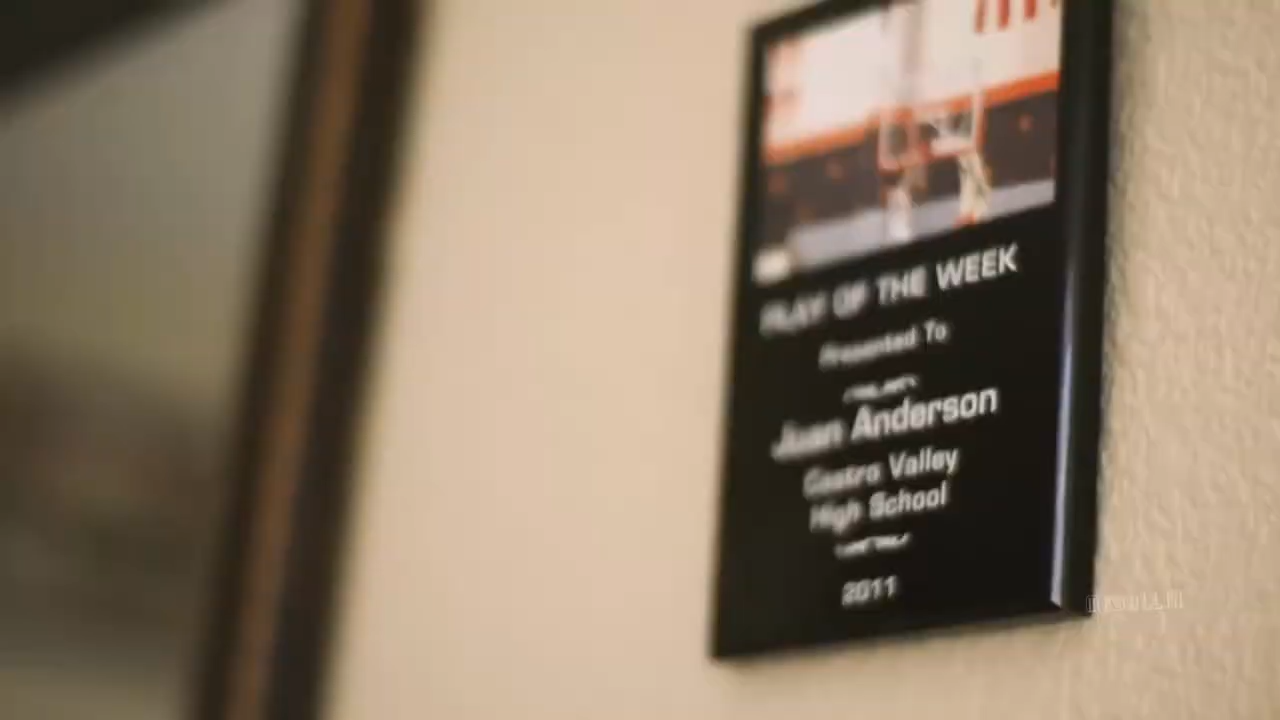 PLAY OF THE WEEK
Presented To
Juan Anderson
Castro Valley
High School
2011